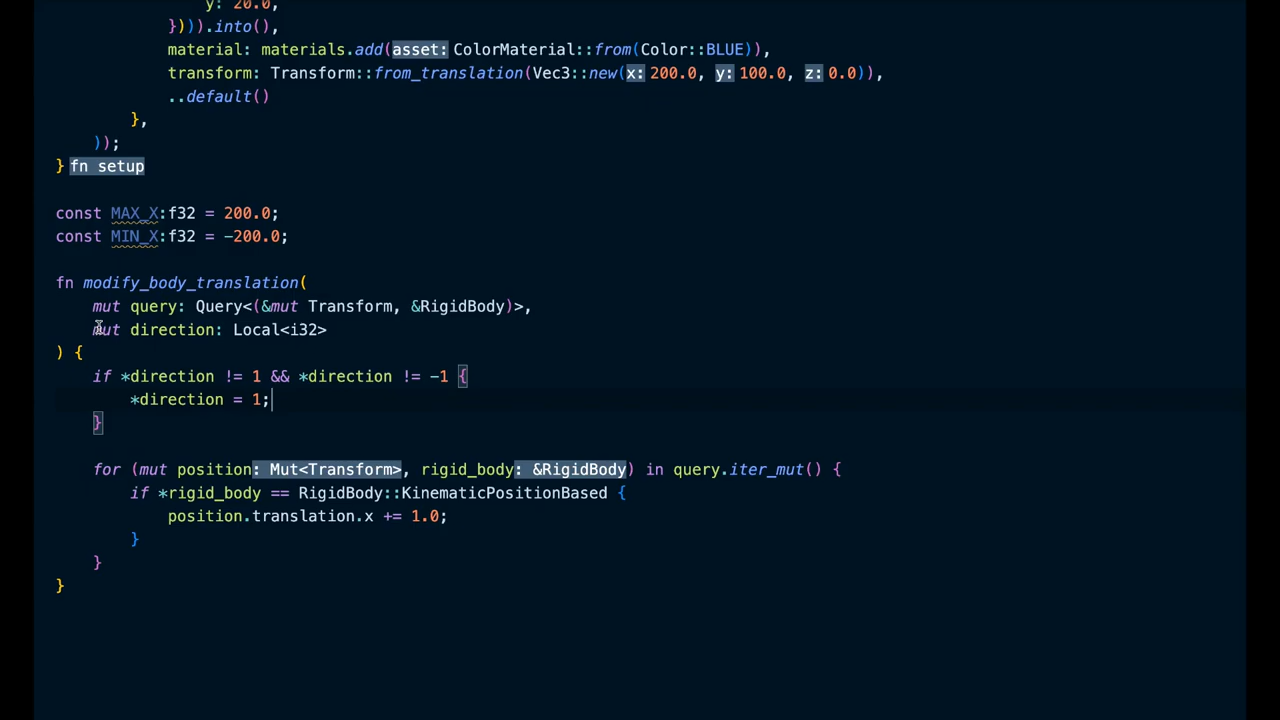 y: 20.0,
}))).into(),
material: materials.add(asset: ColorMaterial::from(Color::BLUE)),
transform: Transform::from_translation(Vec3::new(x: 200.0, y: 100.0, z: 0.0)),
..default()
},
));
} fn setup
const MAX_X:f32 = 200.0;
const MIN_X:f32 = -200.0;
fn modify_body_translation(
mut query: Query<(&mut Transform, &RigidBody)>,
mut direction: Local<i32>
) {
if *direction != 1 && *direction != -1 {
*direction = 1;
}
for (mut position: Mut<Transform>, rigid_body: &RigidBody) in query.iter_mut() {
if *rigid_body == RigidBody::KinematicPositionBased {
position.translation.x += 1.0;
}
}
}